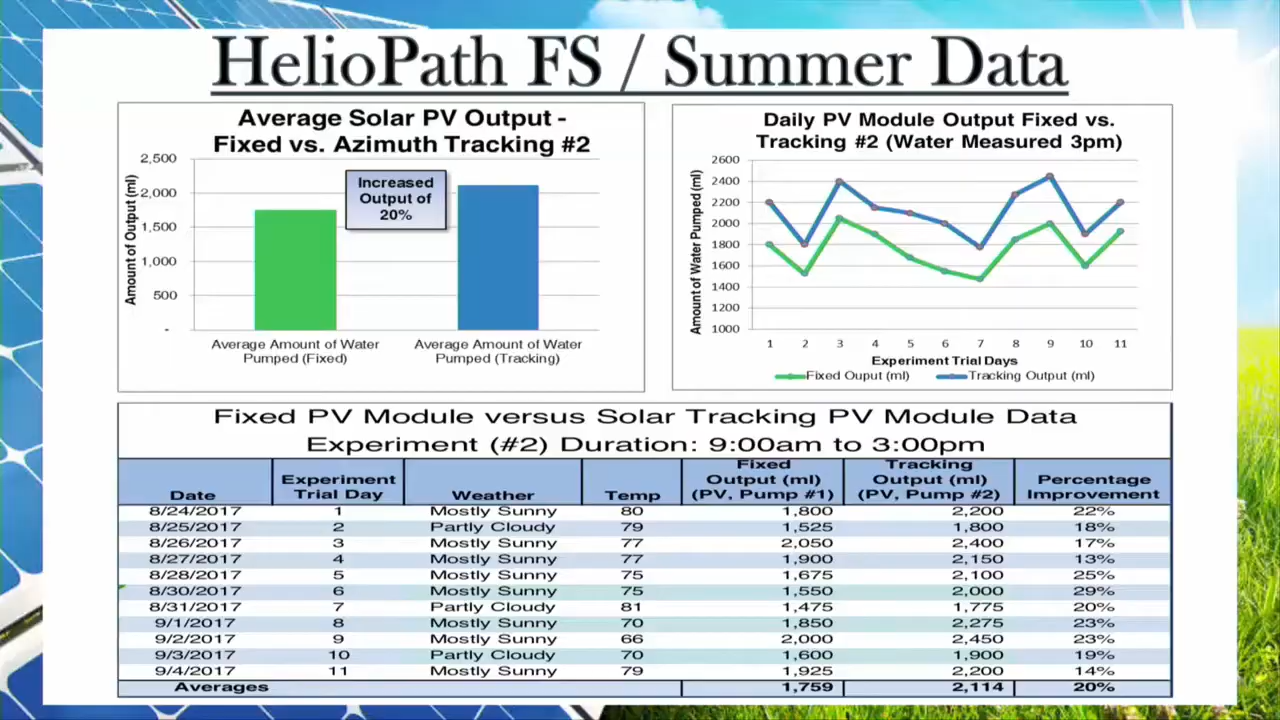 HelioPath FS / Summer Data
Average Solar PV Output -
Fixed vs. Azimuth Tracking #2
2,500
2,000
1,500
1,000
500
-
Amount of Output (ml)
Increased
Output of
20%
Average Amount of Water
Pumped (Fixed)
Average Amount of Water
Pumped (Tracking)
Daily PV Module Output Fixed vs.
Tracking #2 (Water Measured 3pm)
2600
2400
2200
2000
1800
1600
1400
1200
1000
Amount of Water Pumped (ml)
1 2 3 4 5 6 7 8 9 10 11
Experiment Trial Days
Fixed Ouput (ml) Tracking Output (ml)
Fixed PV Module versus Solar Tracking PV Module Data
Experiment (#2) Duration: 9:00am to 3:00pm
Date Experiment Trial Day Weather Temp Fixed Output (ml) (PV, Pump #1) Tracking Output (ml) (PV, Pump #2) Percentage Improvement
8/24/2017 1 Mostly Sunny 80 1,800 2,200 22%
8/25/2017 2 Partly Cloudy 79 1,525 1,800 18%
8/26/2017 3 Mostly Sunny 77 2,050 2,400 17%
8/27/2017 4 Mostly Sunny 77 1,900 2,150 13%
8/28/2017 5 Mostly Sunny 75 1,675 2,100 25%
8/30/2017 6 Mostly Sunny 75 1,550 2,000 29%
8/31/2017 7 Partly Cloudy 81 1,475 1,775 20%
9/1/2017 8 Mostly Sunny 70 1,850 2,275 23%
9/2/2017 9 Mostly Sunny 66 2,000 2,450 23%
9/3/2017 10 Partly Cloudy 70 1,600 1,900 19%
9/4/2017 11 Mostly Sunny 79 1,925 2,200 14%
Averages 1,759 2,114 20%